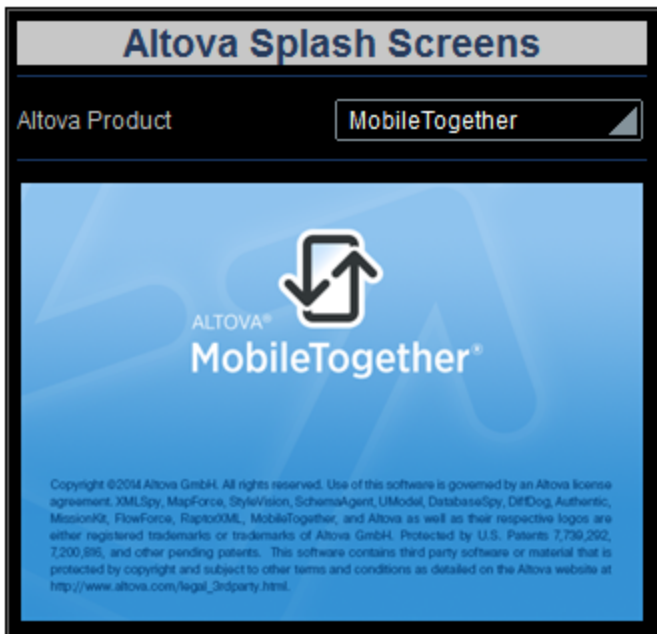 Altova Splash Screens
Altova Product
MobileTogether
ALTOVA®
MobileTogether®
Copyright ©2014 Altova GmbH. All rights reserved. Use of this software is governed by an Altova license
agreement. XMLSpy, MapForce, StyleVision, SchemaAgent, UModel, DatabaseSpy, DiffDog, Authentic,
MissionKit, FlowForce, RaptorXML, MobileTogether, and Altova as well as their respective logos are
either registered trademarks or trademarks of Altova GmbH. Protected by U.S. Patents 7,739,292,
7,200,816, and other pending patents. This software contains third party software or material that is
protected by copyright and subject to other terms and conditions as detailed on the Altova website at
http://www.altova.com/legal_3rdparty.html.